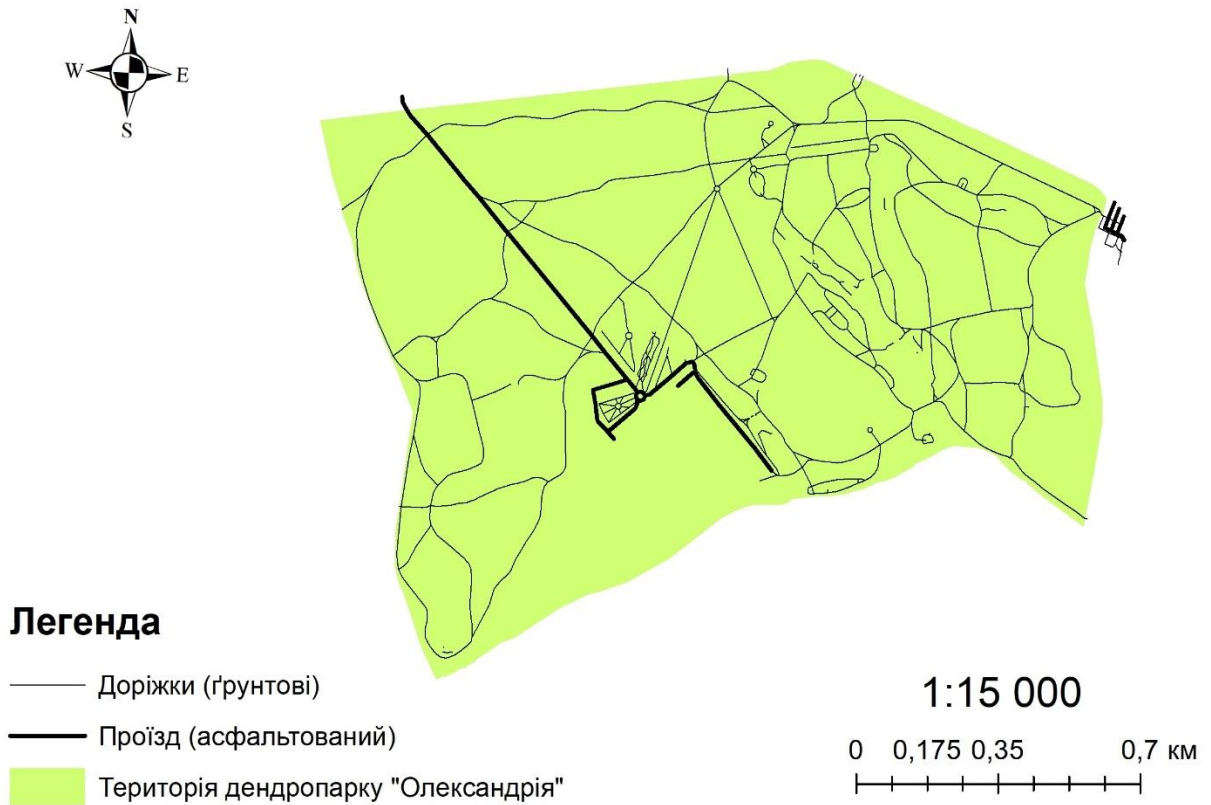 N
W E
S
Легенда
Доріжки (ґрунтові)
Проїзд (асфальтований)
Територія дендропарку "Олександрія"
1:15 000
0 0,175 0,35 0,7 км